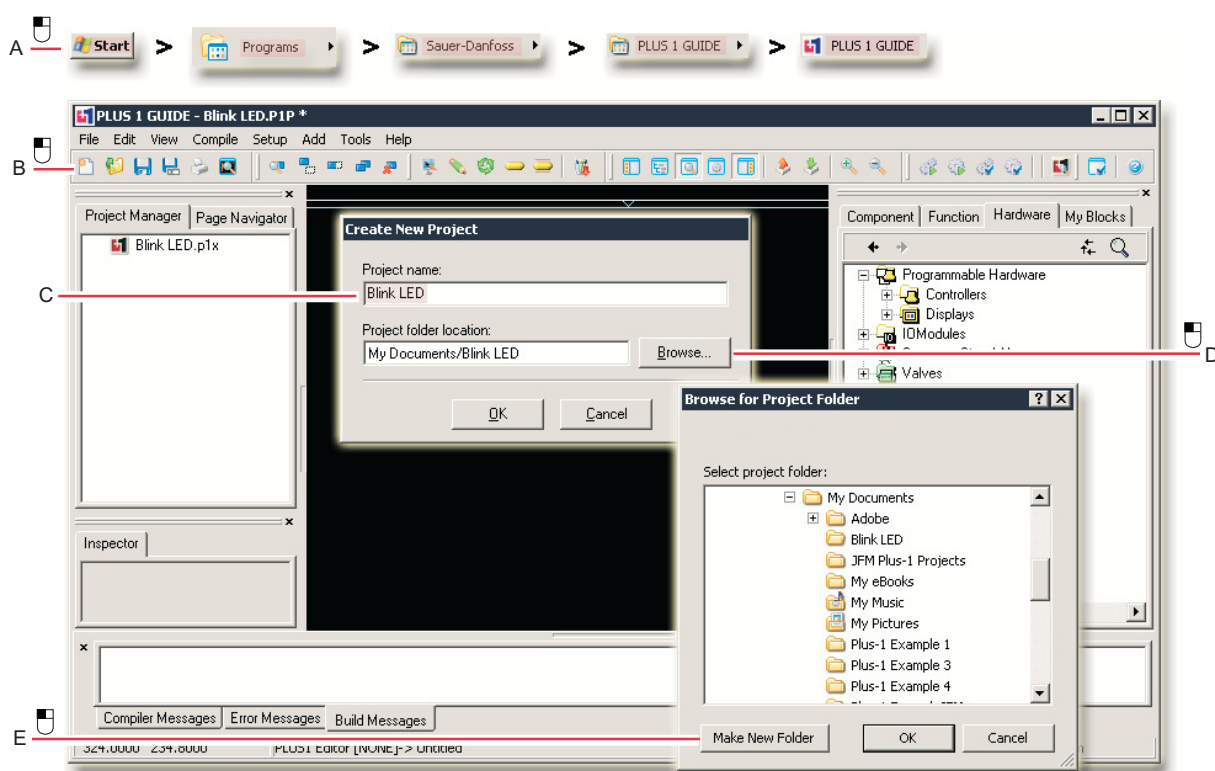 A Start > Programs > Sauer-Danfoss > PLUS 1 GUIDE > PLUS 1 GUIDE
PLUS 1 GUIDE - Blink LED.P1P *
File Edit View Compile Setup Add Tools Help
B
Project Manager Page Navigator
Blink LED.p1x
Create New Project
Project name:
C Blink LED
Project folder location:
My Documents/Blink LED Browse... D
OK Cancel
Component Function Hardware My Blocks
Programmable Hardware
Controllers
Displays
IOModules
Valves
Browse for Project Folder
Select project folder:
My Documents
Adobe
Blink LED
JFM Plus-1 Projects
My eBooks
My Music
My Pictures
Plus-1 Example 1
Plus-1 Example 3
Plus-1 Example 4
Make New Folder OK Cancel
Inspector
Compiler Messages Error Messages Build Messages
E
324.0000 234.8000 PLUS1 Editor [NONE]-> Untitled